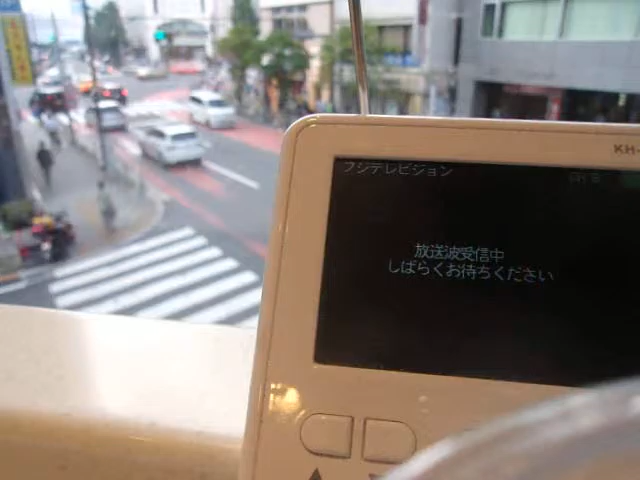 フジテレビジョン
KH-
放送波受信中
しばらくお待ちください